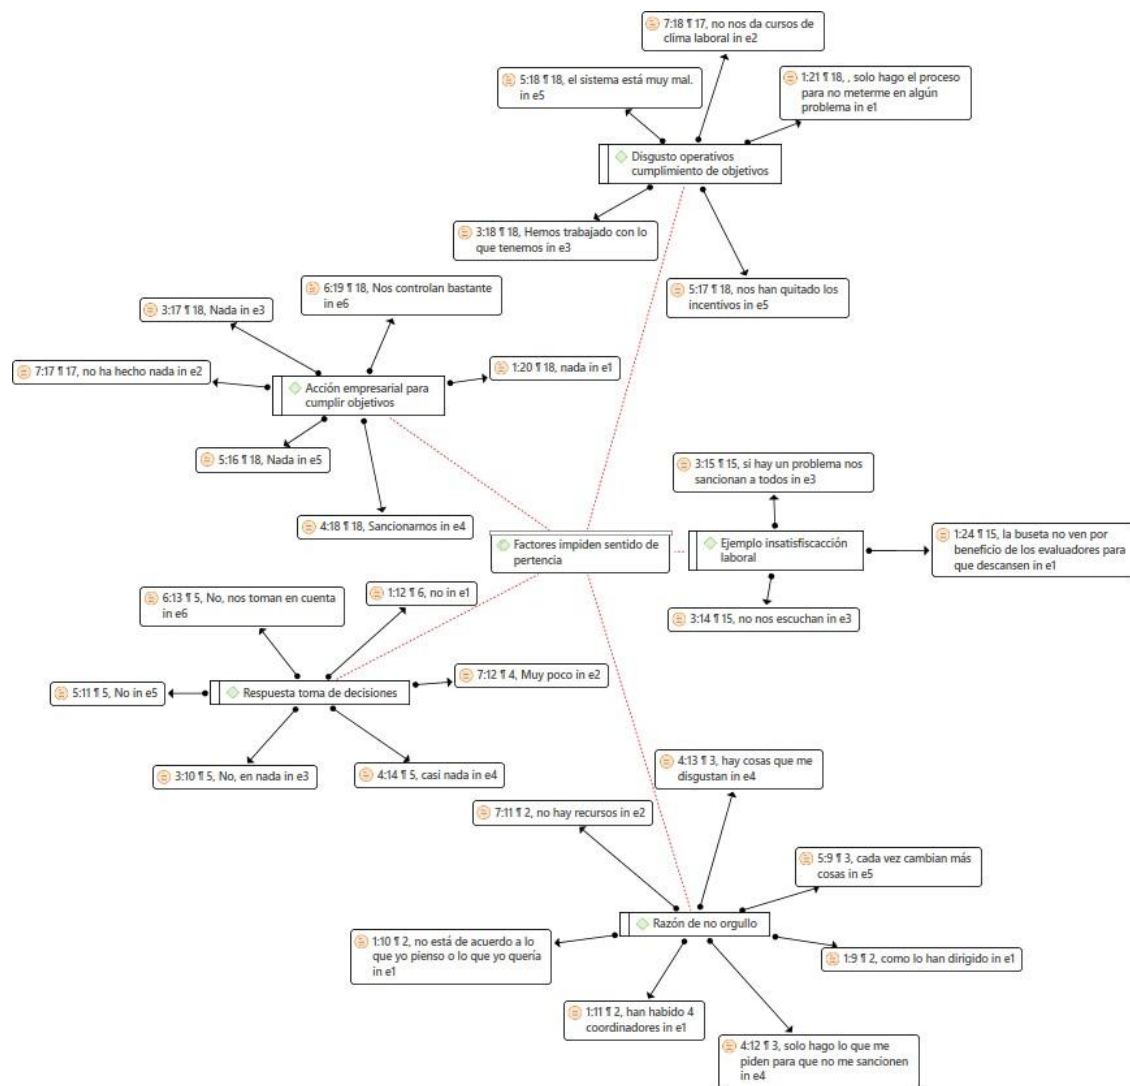 7:18 ¶ 17, no nos da cursos de
clima laboral in e2
5:18 ¶ 18, el sistema está muy mal.
in e5
1:21 ¶ 18, , solo hago el proceso
para no meterme en algún
problema in e1
Disgusto operativos
cumplimiento de objetivos
3:18 ¶ 18, Hemos trabajado con lo
que tenemos in e3
5:17 ¶ 18, nos han quitado los
incentivos in e5
6:19 ¶ 18, Nos controlan bastante
in e6
3:17 ¶ 18, Nada in e3
7:17 ¶ 17, no ha hecho nada in e2
1:20 ¶ 18, nada in e1
Acción empresarial para
cumplir objetivos
5:16 ¶ 18, Nada in e5
4:18 ¶ 18, Sancionarnos in e4
3:15 ¶ 15, si hay un problema nos
sancionan a todos in e3
Factores impiden sentido de
pertencia
Ejemplo insatisfiscacción
laboral
1:24 ¶ 15, la buseta no ven por
beneficio de los evaluadores para
que descansen in e1
3:14 ¶ 15, no nos escuchan in e3
6:13 ¶ 5, No, nos toman en cuenta
in e6
1:12 ¶ 6, no in e1
7:12 ¶ 4, Muy poco in e2
5:11 ¶ 5, No in e5
Respuesta toma de decisiones
3:10 ¶ 5, No, en nada in e3
4:14 ¶ 5, casi nada in e4
4:13 ¶ 3, hay cosas que me
disgustan in e4
7:11 ¶ 2, no hay recursos in e2
5:9 ¶ 3, cada vez cambian más
cosas in e5
Razón de no orgullo
1:10 ¶ 2, no está de acuerdo a lo
que yo pienso o lo que yo quería
in e1
1:9 ¶ 2, como lo han dirigido in e1
1:11 ¶ 2, han habido 4
coordinadores in e1
4:12 ¶ 3, solo hago lo que me
piden para que no me sancionen
in e4